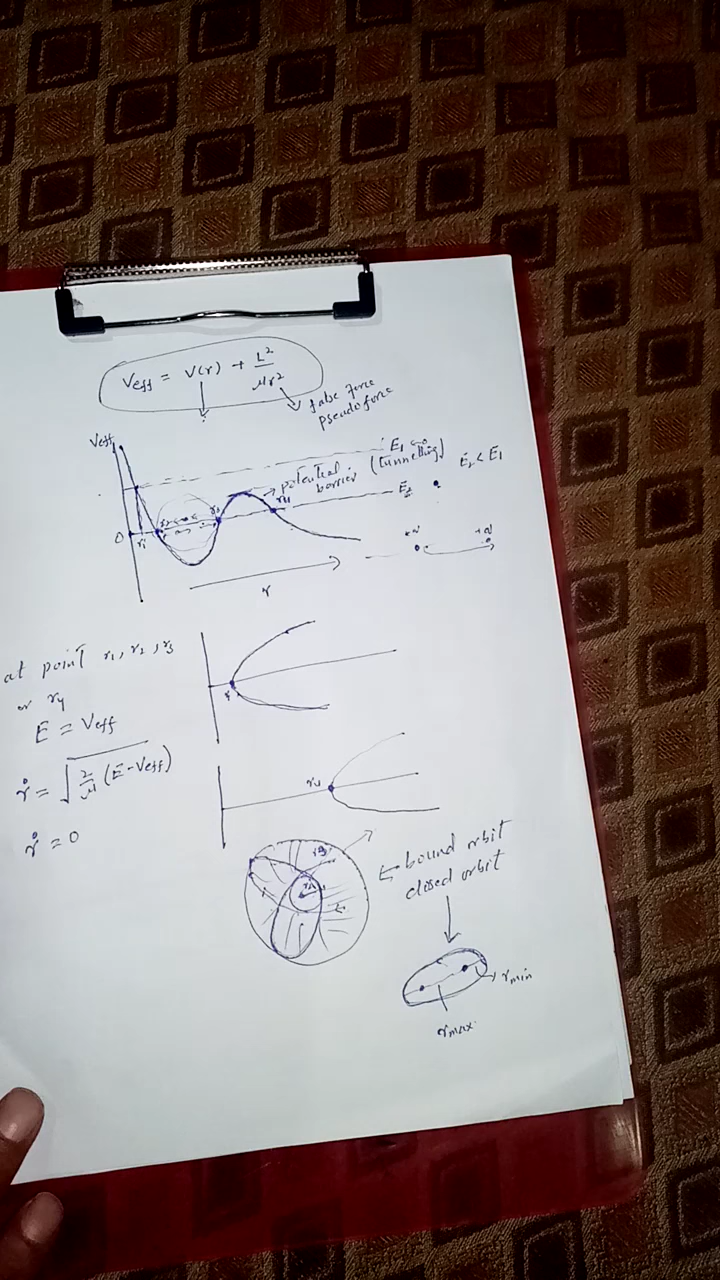 Veff = V(r) + L²/μr²
false force
pseudoforce
Veff
E₁
(tunnelling)
potential
barrier
E₂
E₂ < E₁
r₄
0
r₁
r₂
r₃
r
at point r₁, r₂, r₃
or r₄
E = Veff
ṙ = √(2/μ (E - Veff))
ṙ = 0
r₄
bound orbit
closed orbit
rmin
rmax